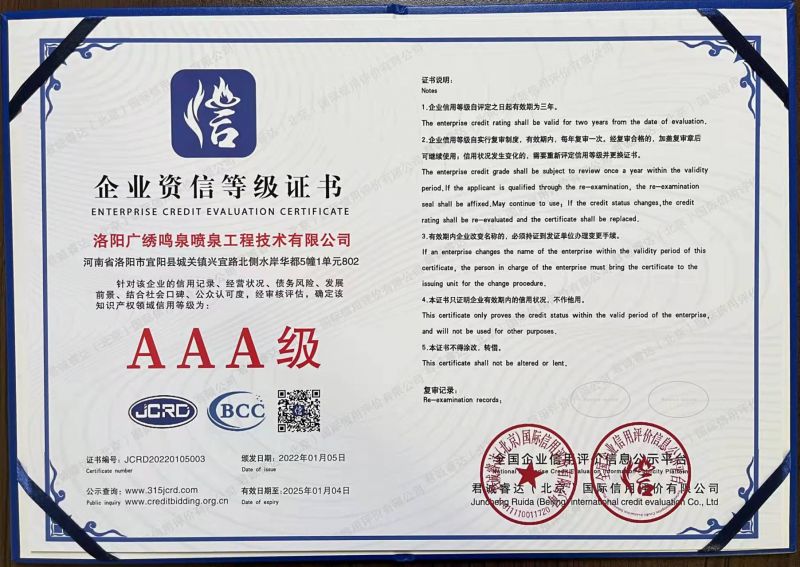 信
企业资信等级证书
ENTERPRISE CREDIT EVALUATION CERTIFICATE
洛阳广绣鸣泉喷泉工程技术有限公司
河南省洛阳市宜阳县城关镇兴宜路北侧水岸华都5幢1单元802
针对该企业的信用记录、经营状况、债务风险、发展
前景、结合社会口碑、公众认可度，经审核评估，确定该
知识产权领域信用等级为：
AAA级
JCRD
BCC
证书编号：JCRD20220105003
Certificate number
颁发日期：2022年01月05日
Date of issue
公示查询：www.315jcrd.com
Public inquiry www.creditbidding.org.cn
有效日期至2025年01月04日
Date of expiry
证书说明：
Notes
1.企业信用等级自评定之日起有效期为三年。
The enterprise credit rating shall be valid for two years from the date of evaluation.
2.企业信用等级自实行复审制度，有效期内，每年复审一次，经复审合格的，加盖复审章后
可继续使用；信用状况发生变化的，需要重新评定信用等级并更换证书。
The enterprise credit grade shall be subject to review once a year within the validity
period.If the applicant is qualified through the re-examination, the re-examination
seal shall be affixed.May continue to use; If the credit status changes,the credit
rating shall be re-evaluated and the certificate shall be replaced.
3.有效期内企业改变名称的，必须持证到发证单位办理变更手续。
If an enterprise changes the name of the enterprise within the validity period of this
certificate, the person in charge of the enterprise must bring the certificate to the
issuing unit for the change procedure.
4.本证书只证明企业有效期内的信用状况，不作他用。
This certificate only proves the credit status within the valid period of the enterprise,
and will not be used for other purposes.
5.本证书不得涂改，转借。
This certificate shall not be altered or lent.
复审记录：
Re-examination records:
全国企业信用评价信息公示平台
National Enterprise Credit Evaluation Information Publicity Platform
君诚睿达（北京）国际信用评价有限公司
Juncheng Ruida (Beijing) international credit evaluation Co., Ltd